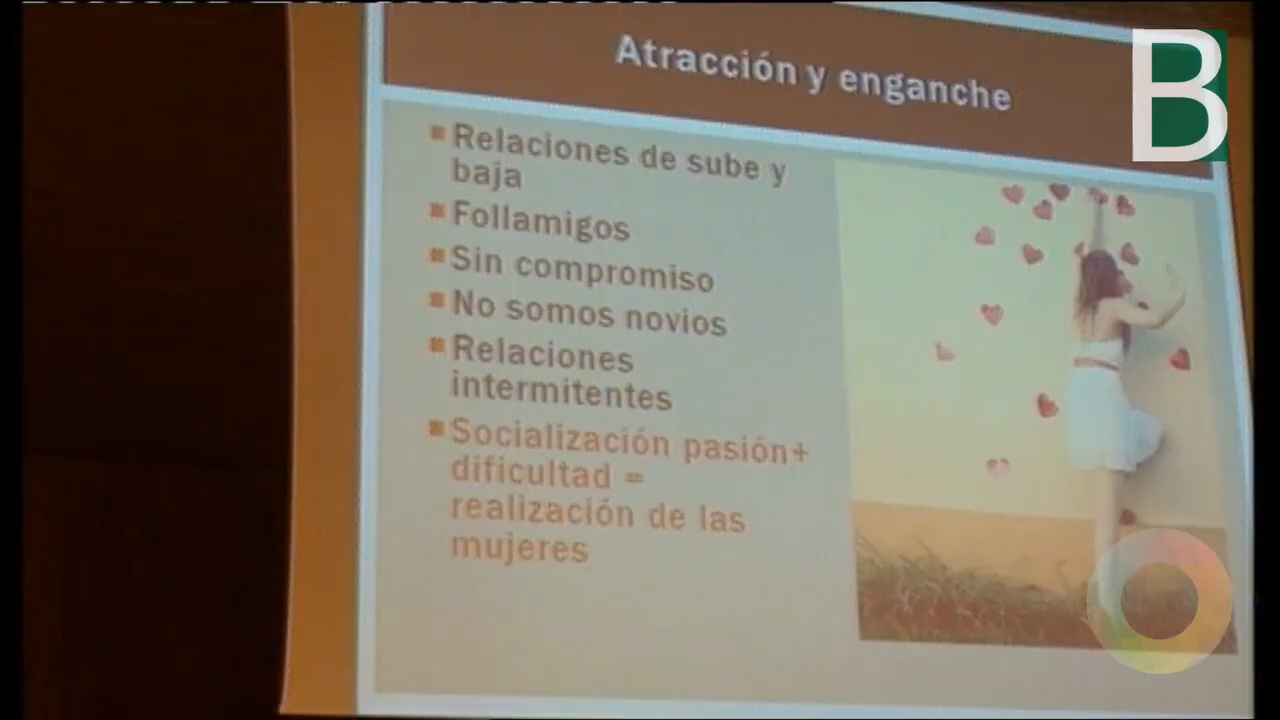 Atracción y enganche
B
Relaciones de sube y
baja
Follamigos
Sin compromiso
No somos novios
Relaciones
intermitentes
Socialización pasión+
dificultad =
realización de las
mujeres